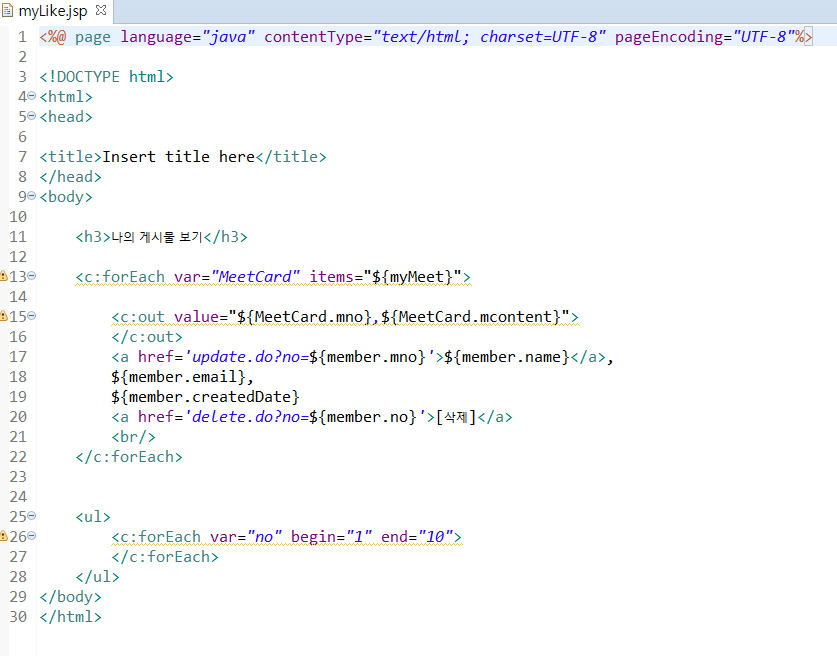 myLike.jsp
1 <%@ page language="java" contentType="text/html; charset=UTF-8" pageEncoding="UTF-8"%>
2
3 <!DOCTYPE html>
4 <html>
5 <head>
6
7 <title>Insert title here</title>
8 </head>
9 <body>
10
11 <h3>나의 게시물 보기</h3>
12
13 <c:forEach var="MeetCard" items="${myMeet}">
14
15 <c:out value="${MeetCard.mno},${MeetCard.mcontent}">
16 </c:out>
17 <a href='update.do?no=${member.mno}'>${member.name}</a>,
18 ${member.email},
19 ${member.createdDate}
20 <a href='delete.do?no=${member.no}'>[삭제]</a>
21 <br/>
22 </c:forEach>
23
24
25 <ul>
26 <c:forEach var="no" begin="1" end="10">
27 </c:forEach>
28 </ul>
29 </body>
30 </html>